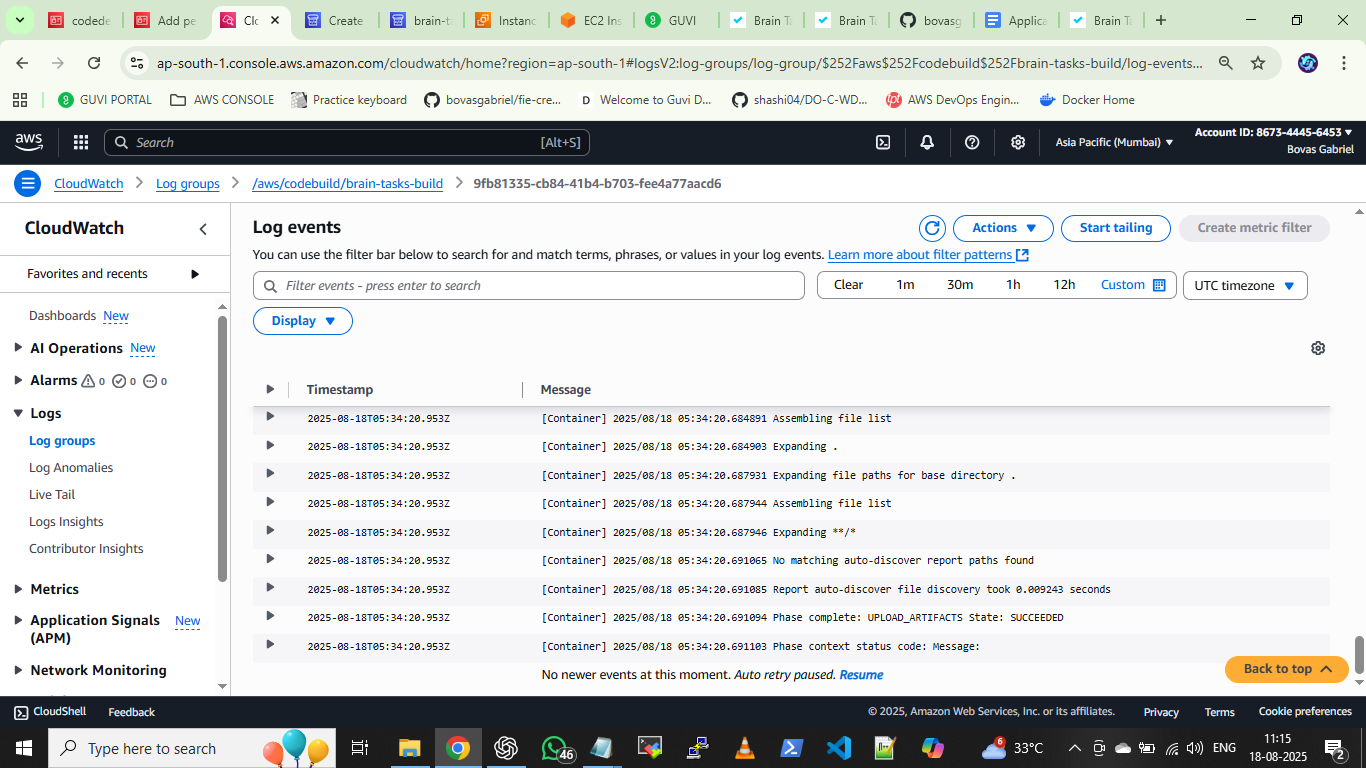 codede
Add pe
Clo
Create
brain-ta
Instanc
EC2 Ins
GUVI
Brain Ta
Brain Ta
bovasg
Applica
Brain Ta
ap-south-1.console.aws.amazon.com/cloudwatch/home?region=ap-south-1#logsV2:log-groups/log-group/$252Faws$252Fcodebuild$252Fbrain-tasks-build/log-events...
GUVI PORTAL
AWS CONSOLE
Practice keyboard
bovasgabriel/fie-cre...
Welcome to Guvi D...
shashi04/DO-C-WD...
AWS DevOps Engin...
Docker Home
aws
Search
[Alt+S]
Asia Pacific (Mumbai)
Account ID: 8673-4445-6453
Bovas Gabriel
CloudWatch
Log groups
/aws/codebuild/brain-tasks-build
9fb81335-cb84-41b4-b703-fee4a77aacd6
CloudWatch
Favorites and recents
Dashboards New
AI Operations New
Alarms 0 0 0
Logs
Log groups
Log Anomalies
Live Tail
Logs Insights
Contributor Insights
Metrics
Application Signals (APM) New
Network Monitoring
Log events
Actions
Start tailing
Create metric filter
You can use the filter bar below to search for and match terms, phrases, or values in your log events. Learn more about filter patterns
Filter events - press enter to search
Clear 1m 30m 1h 12h Custom
UTC timezone
Display
Timestamp Message
2025-08-18T05:34:20.953Z [Container] 2025/08/18 05:34:20.684891 Assembling file list
2025-08-18T05:34:20.953Z [Container] 2025/08/18 05:34:20.684903 Expanding .
2025-08-18T05:34:20.953Z [Container] 2025/08/18 05:34:20.687931 Expanding file paths for base directory .
2025-08-18T05:34:20.953Z [Container] 2025/08/18 05:34:20.687944 Assembling file list
2025-08-18T05:34:20.953Z [Container] 2025/08/18 05:34:20.687946 Expanding **/*
2025-08-18T05:34:20.953Z [Container] 2025/08/18 05:34:20.691065 No matching auto-discover report paths found
2025-08-18T05:34:20.953Z [Container] 2025/08/18 05:34:20.691085 Report auto-discover file discovery took 0.009243 seconds
2025-08-18T05:34:20.953Z [Container] 2025/08/18 05:34:20.691094 Phase complete: UPLOAD_ARTIFACTS State: SUCCEEDED
2025-08-18T05:34:20.953Z [Container] 2025/08/18 05:34:20.691103 Phase context status code: Message:
No newer events at this moment. Auto retry paused. Resume
Back to top
CloudShell
Feedback
© 2025, Amazon Web Services, Inc. or its affiliates.
Privacy
Terms
Cookie preferences
Type here to search
46
6
33°C
ENG
11:15
18-08-2025
2